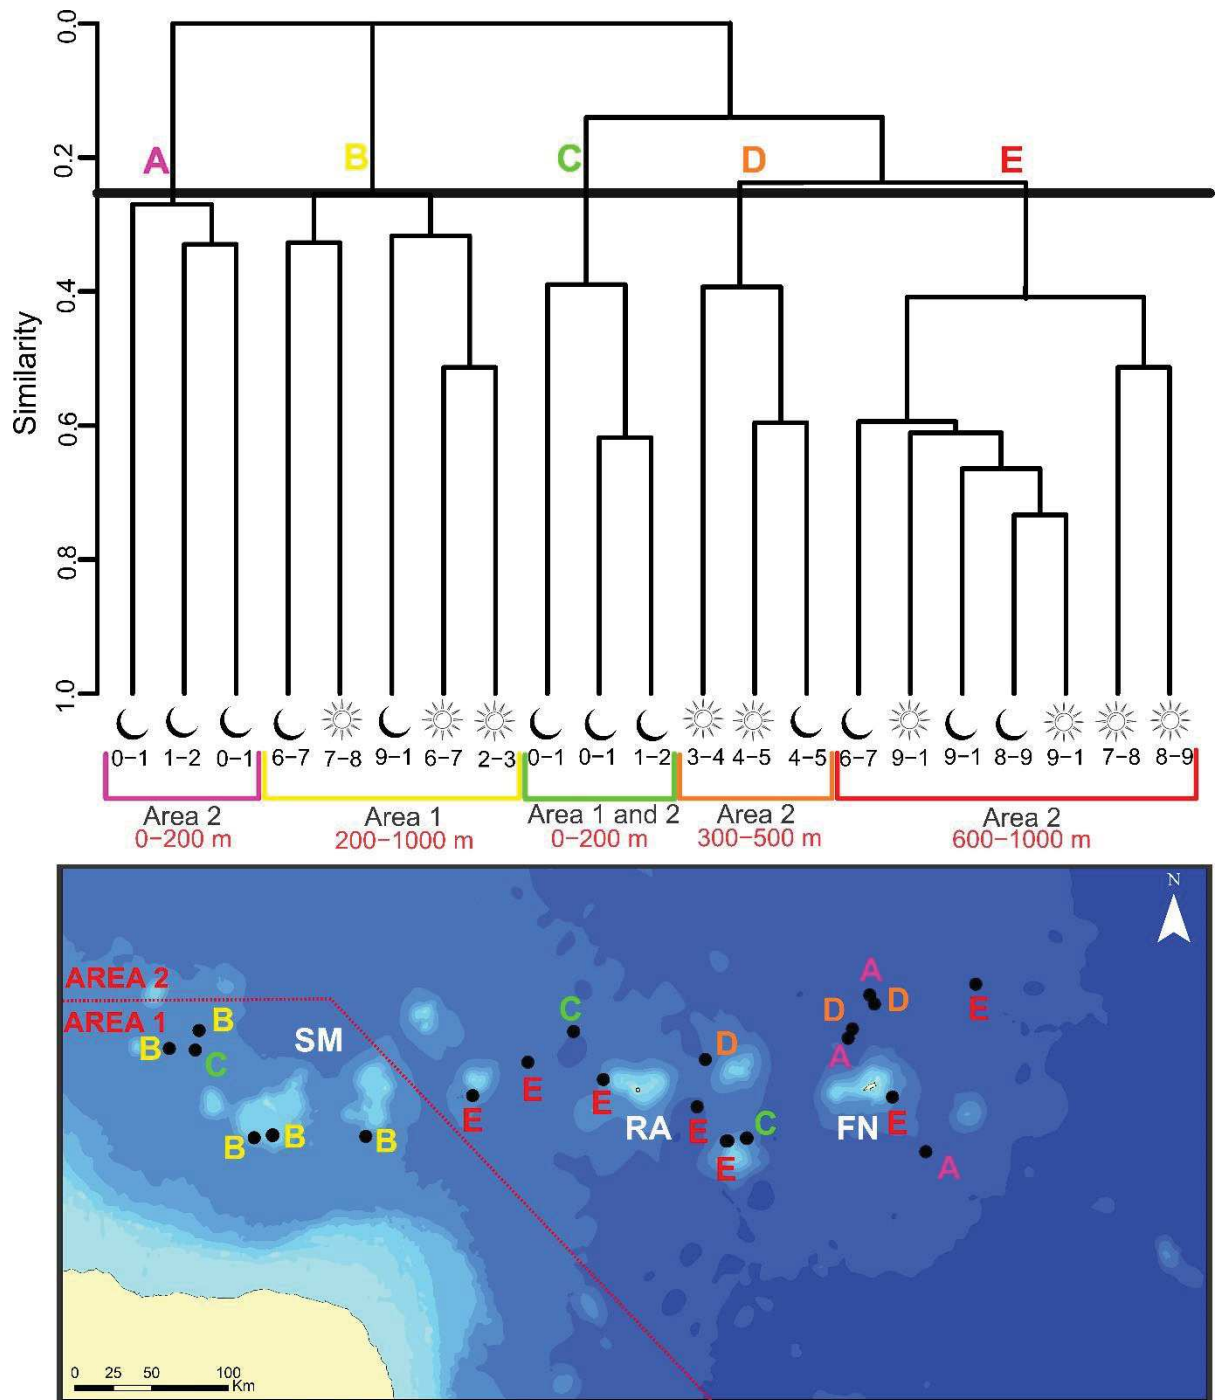 0.0
0.2
0.4
0.6
0.8
1.0
Similarity
A B C D E
0−1 1−2 0−1 6−7 7−8 9−1 6−7 2−3 0−1 0−1 1−2 3−4 4−5 4−5 6−7 9−1 9−1 8−9 9−1 7−8 8−9
Area 2 Area 1 Area 1 and 2 Area 2 Area 2
0−200 m 200−1000 m 0−200 m 300−500 m 600−1000 m
N
AREA 2
AREA 1
A
D D E
C
B
SM
B C
D
A
E
E
E
RA
E
FN
E
C
B B B
E
A
0 25 50 100
Km